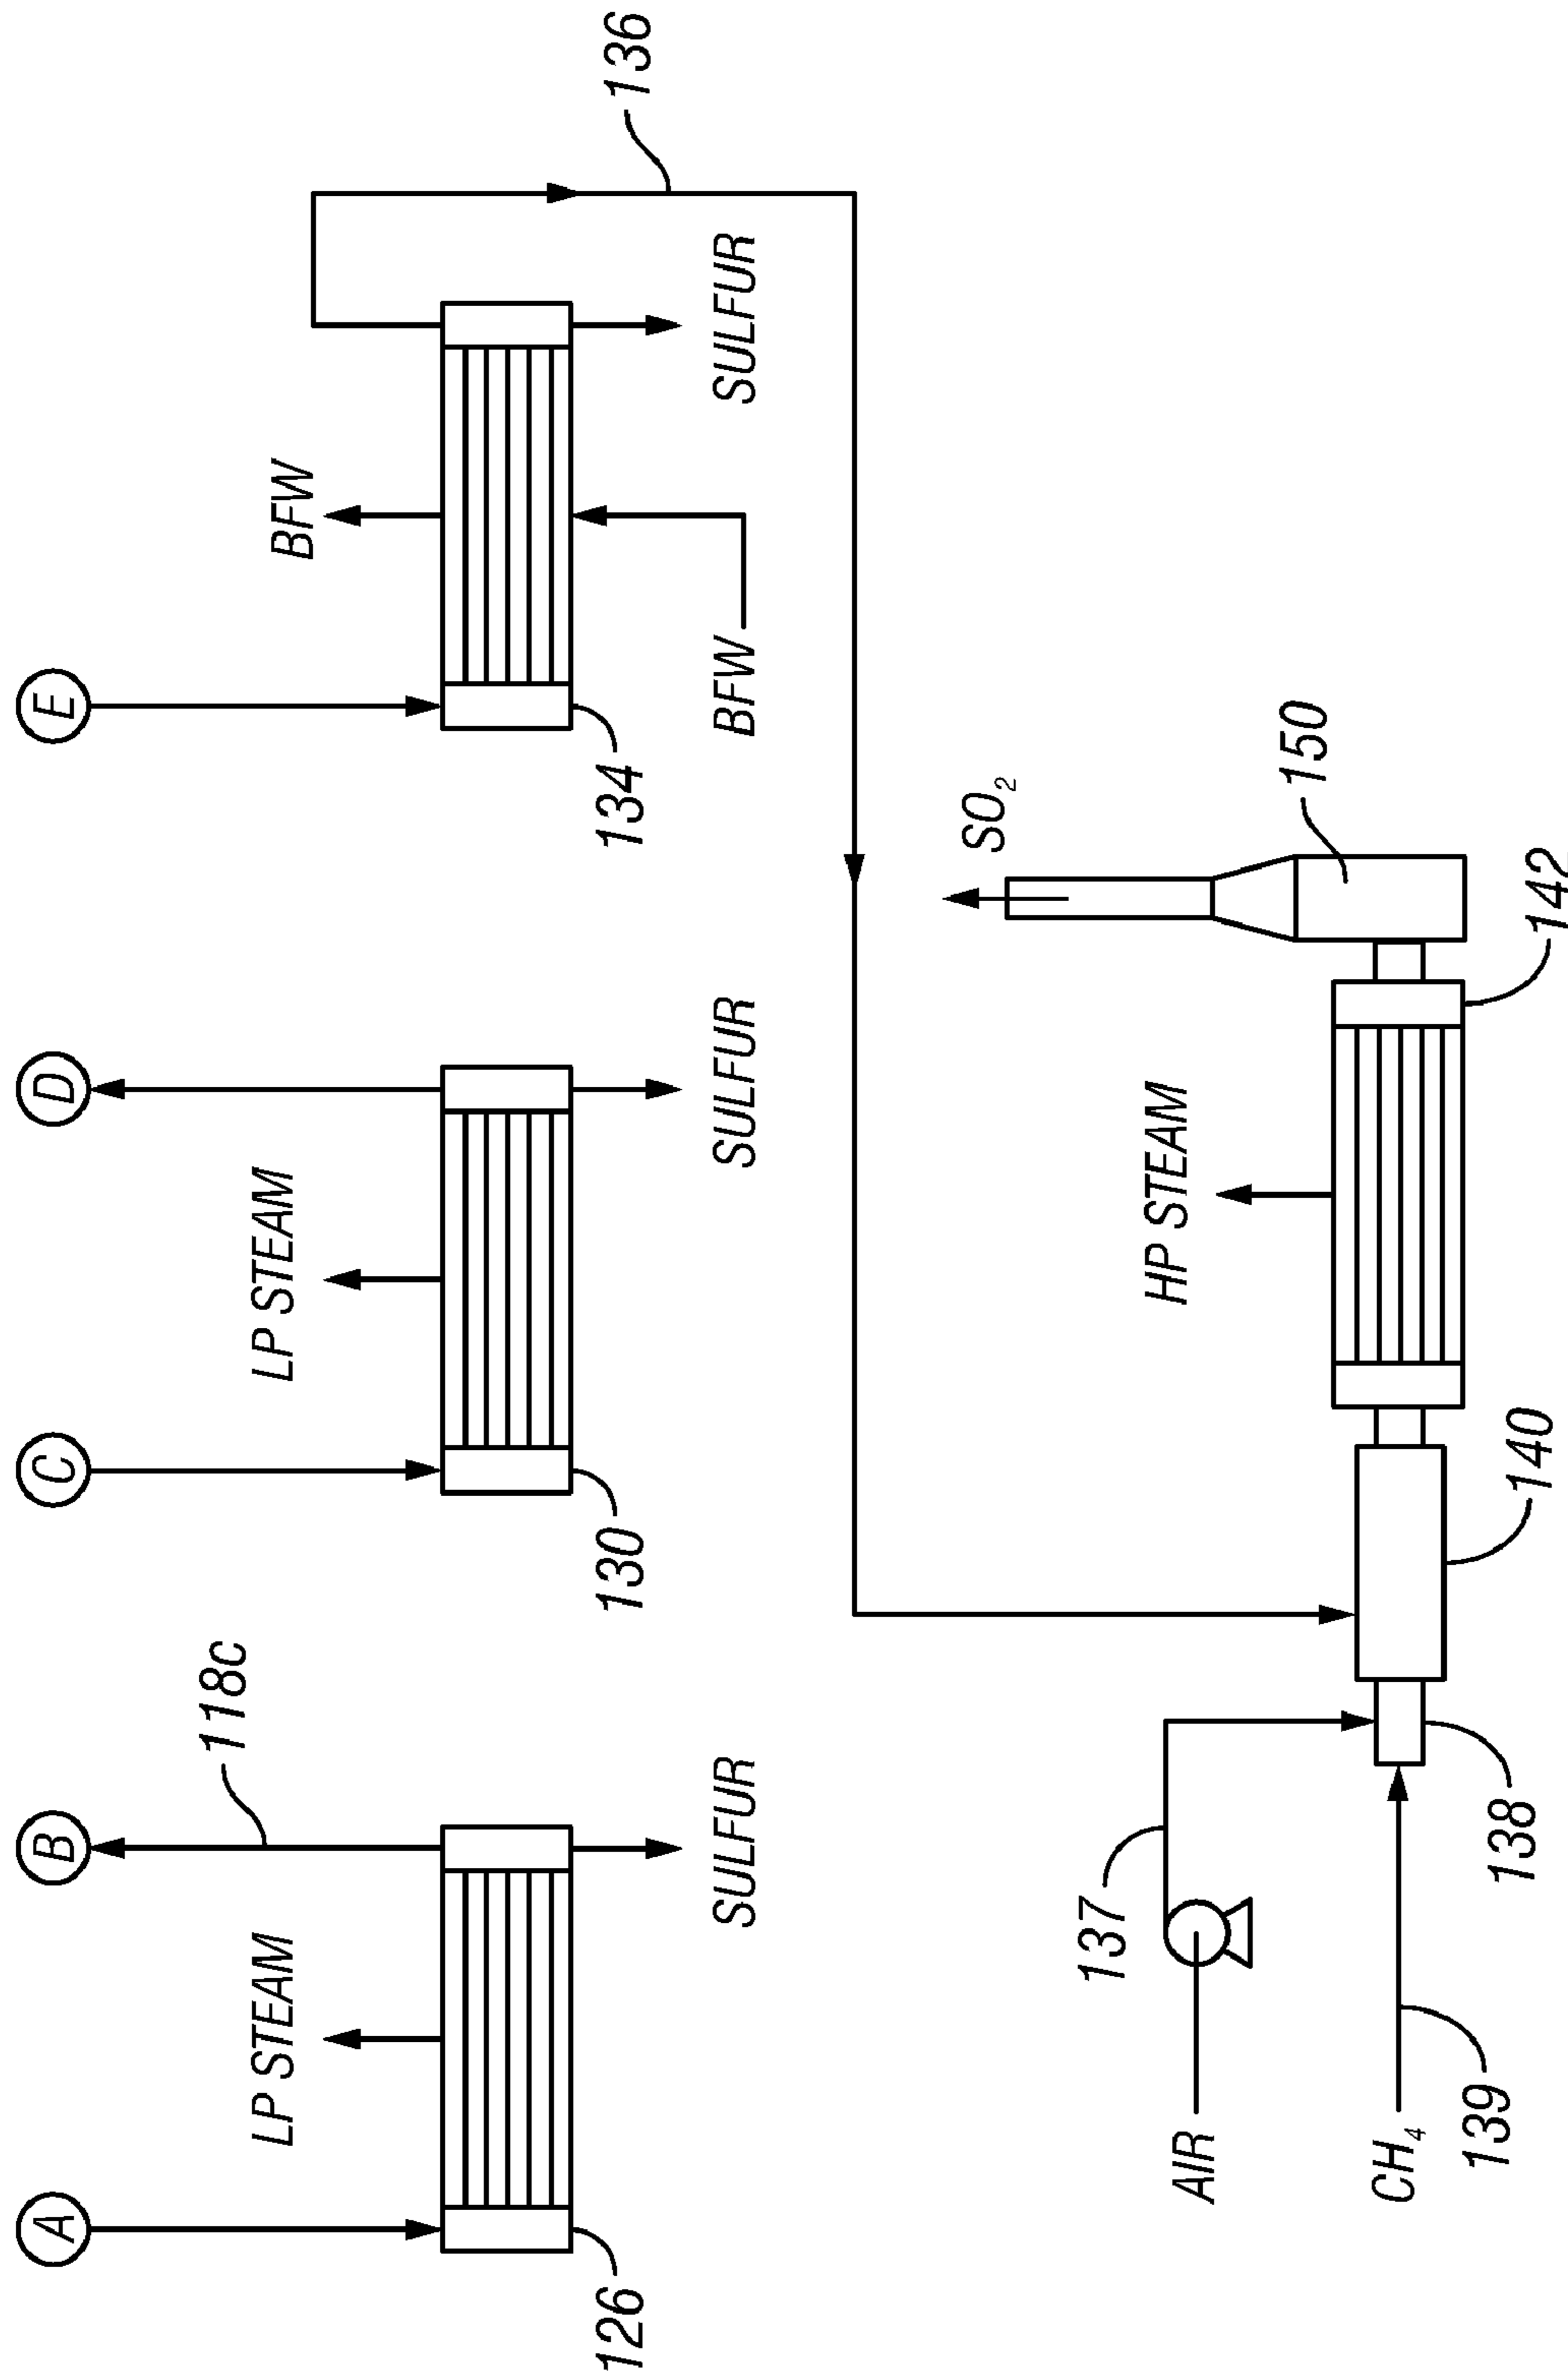 A
B
C
D
E
118c
LP STEAM
LP STEAM
BFW
136
126
130
134
SULFUR
SULFUR
BFW
SULFUR
SO₂
137
AIR
HP STEAM
150
CH₄
139
138
140
142